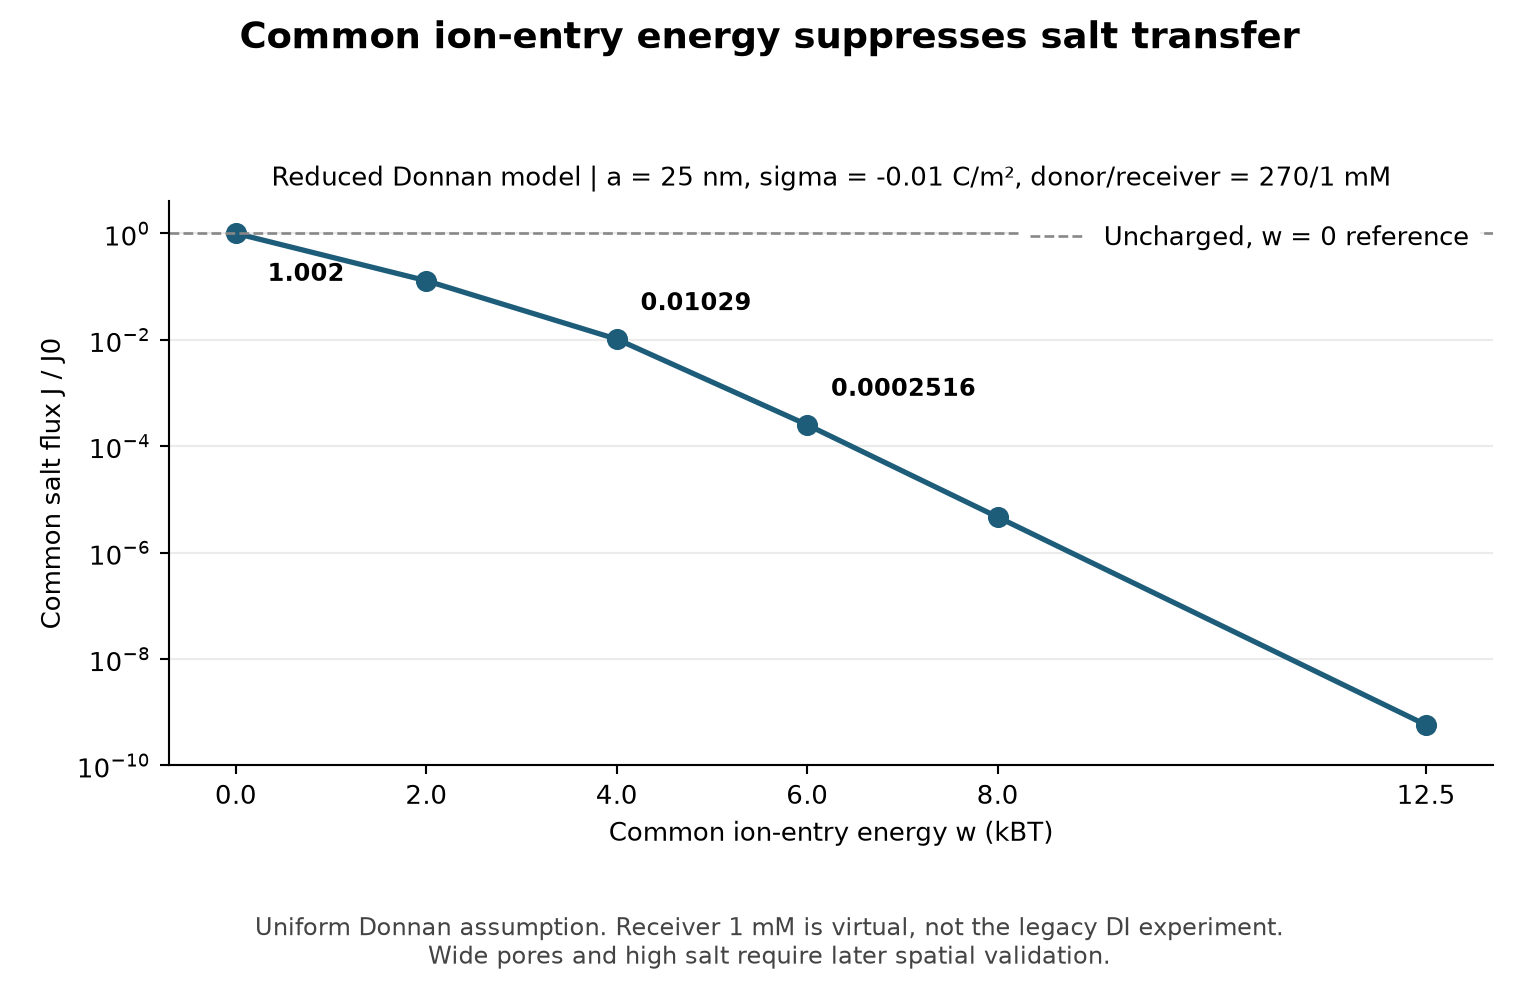 Common ion-entry energy suppresses salt transfer
Reduced Donnan model | a = 25 nm, sigma = -0.01 C/m², donor/receiver = 270/1 mM
Common salt flux J / J0
10⁰
10⁻²
10⁻⁴
10⁻⁶
10⁻⁸
10⁻¹⁰
Uncharged, w = 0 reference
1.002
0.01029
0.0002516
0.0 2.0 4.0 6.0 8.0 12.5
Common ion-entry energy w (kBT)
Uniform Donnan assumption. Receiver 1 mM is virtual, not the legacy DI experiment.
Wide pores and high salt require later spatial validation.